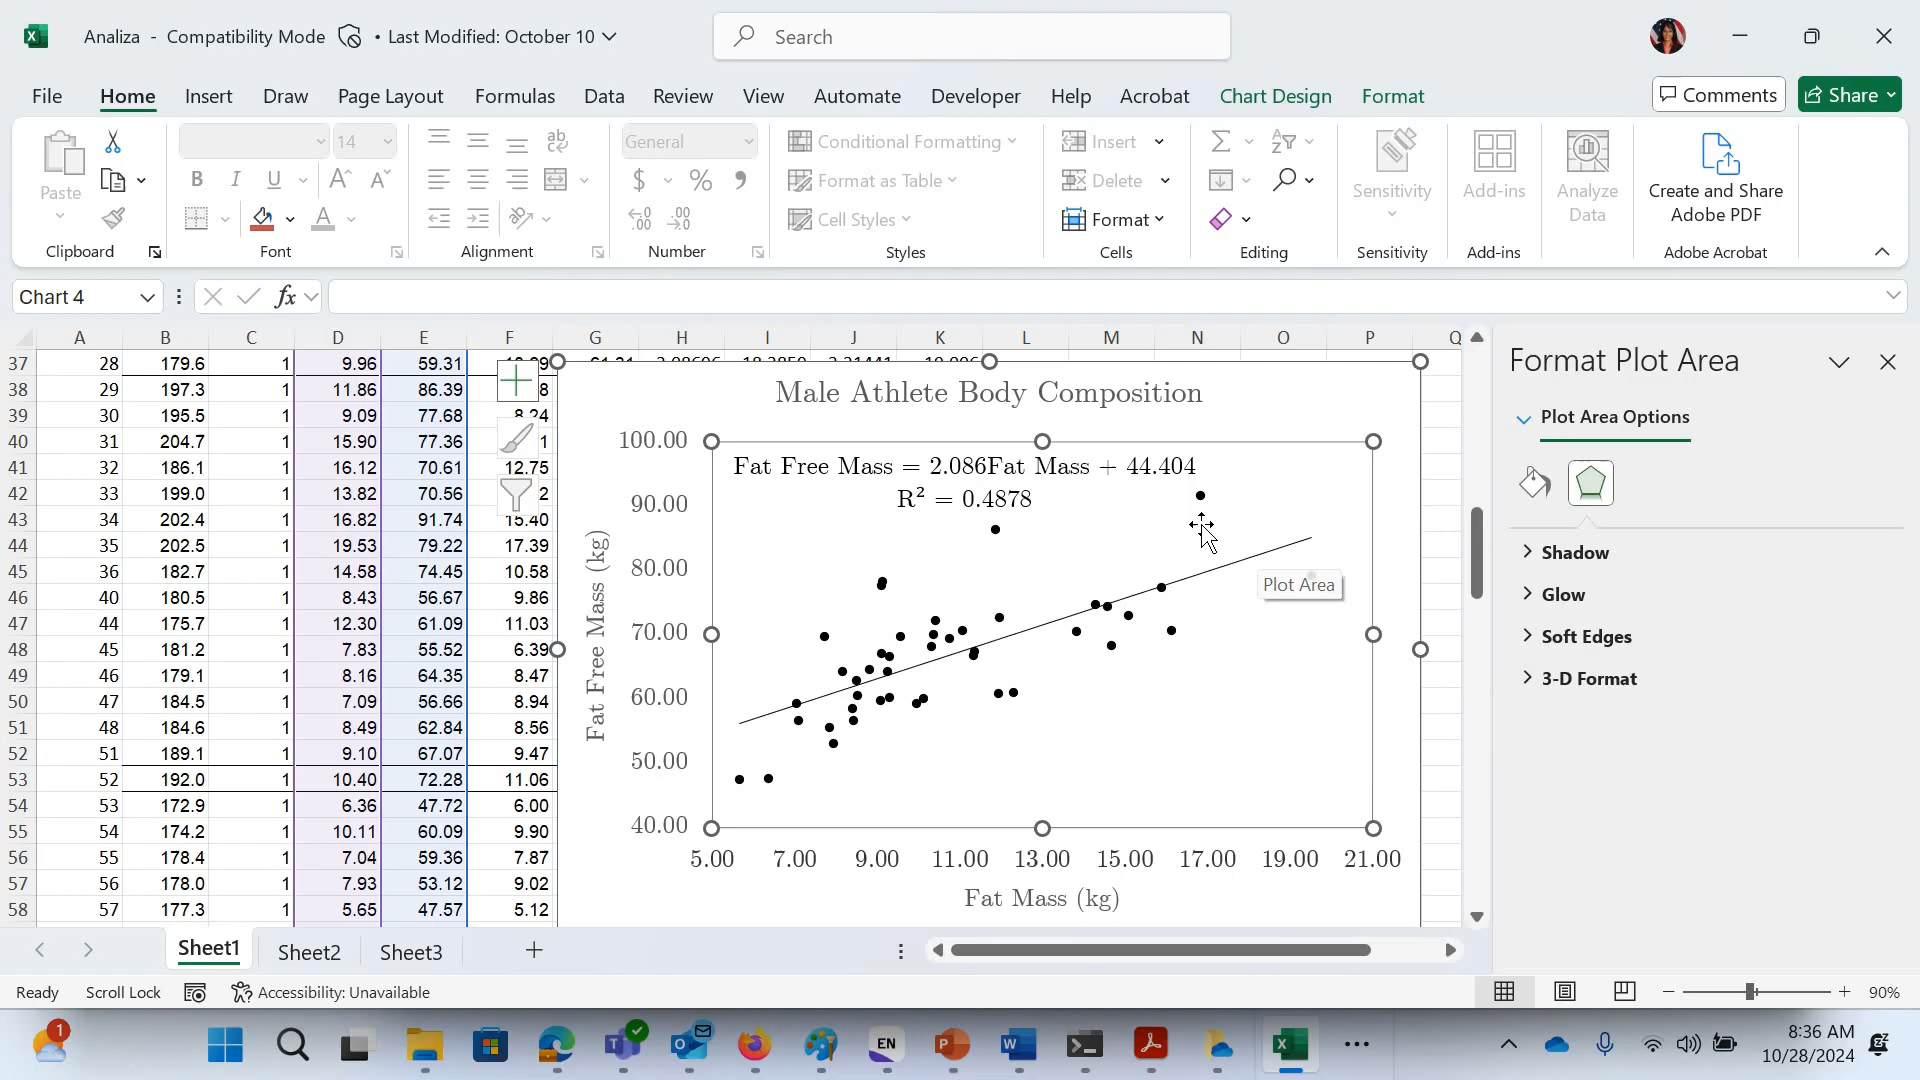 Analiza - Compatibility Mode • Last Modified: October 10
Search
File Home Insert Draw Page Layout Formulas Data Review View Automate Developer Help Acrobat Chart Design Format
Comments Share
Paste
Clipboard
14
B I U A A
A
Font
ab
Alignment
General
$ % 9
.00
Number
Conditional Formatting
Format as Table
Cell Styles
Styles
Insert
Delete
Format
Cells
Editing
Sensitivity
Sensitivity
Add-ins
Add-ins
Analyze
Data
Create and Share
Adobe PDF
Adobe Acrobat
Chart 4
fx
A B C D E F G H I J K L M N O P Q
37 28 179.6 1 9.96 59.31
38 29 197.3 1 11.86 86.39 8
39 30 195.5 1 9.09 77.68 8.24
40 31 204.7 1 15.90 77.36 1
41 32 186.1 1 16.12 70.61 12.75
42 33 199.0 1 13.82 70.56 2
43 34 202.4 1 16.82 91.74 15.40
44 35 202.5 1 19.53 79.22 17.39
45 36 182.7 1 14.58 74.45 10.58
46 40 180.5 1 8.43 56.67 9.86
47 44 175.7 1 12.30 61.09 11.03
48 45 181.2 1 7.83 55.52 6.39
49 46 179.1 1 8.16 64.35 8.47
50 47 184.5 1 7.09 56.66 8.94
51 48 184.6 1 8.49 62.84 8.56
52 51 189.1 1 9.10 67.07 9.47
53 52 192.0 1 10.40 72.28 11.06
54 53 172.9 1 6.36 47.72 6.00
55 54 174.2 1 10.11 60.09 9.90
56 55 178.4 1 7.04 59.36 7.87
57 56 178.0 1 7.93 53.12 9.02
58 57 177.3 1 5.65 47.57 5.12
Male Athlete Body Composition
Fat Free Mass = 2.086Fat Mass + 44.404
R² = 0.4878
Fat Free Mass (kg)
100.00
90.00
80.00
70.00
60.00
50.00
40.00
5.00 7.00 9.00 11.00 13.00 15.00 17.00 19.00 21.00
Fat Mass (kg)
Plot Area
Format Plot Area
Plot Area Options
Shadow
Glow
Soft Edges
3-D Format
Sheet1 Sheet2 Sheet3
Ready Scroll Lock Accessibility: Unavailable
90%
1
EN
8:36 AM
10/28/2024